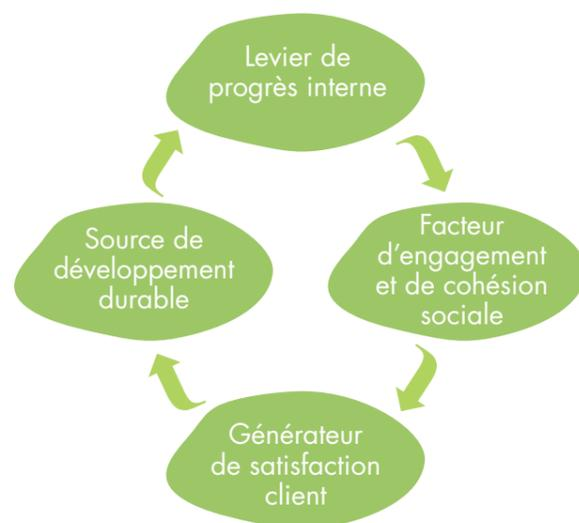 Levier de
progrès interne
Facteur
d’engagement
et de cohésion
sociale
Générateur
de satisfaction
client
Source de
développement
durable